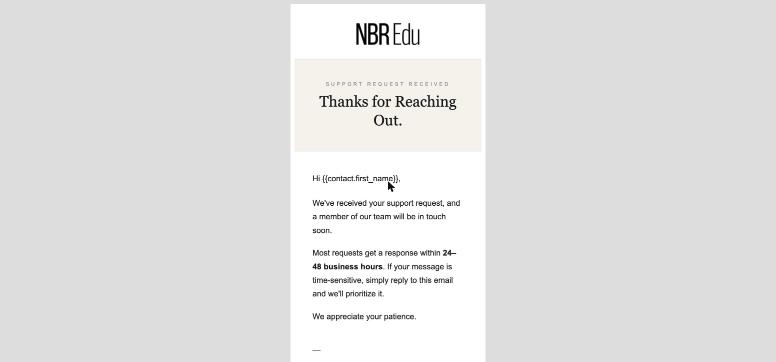 NBR Edu
SUPPORT REQUEST RECEIVED
Thanks for Reaching
Out.
Hi {{contact.first_name}},
We've received your support request, and
a member of our team will be in touch
soon.
Most requests get a response within 24–
48 business hours. If your message is
time-sensitive, simply reply to this email
and we'll prioritize it.
We appreciate your patience.
—